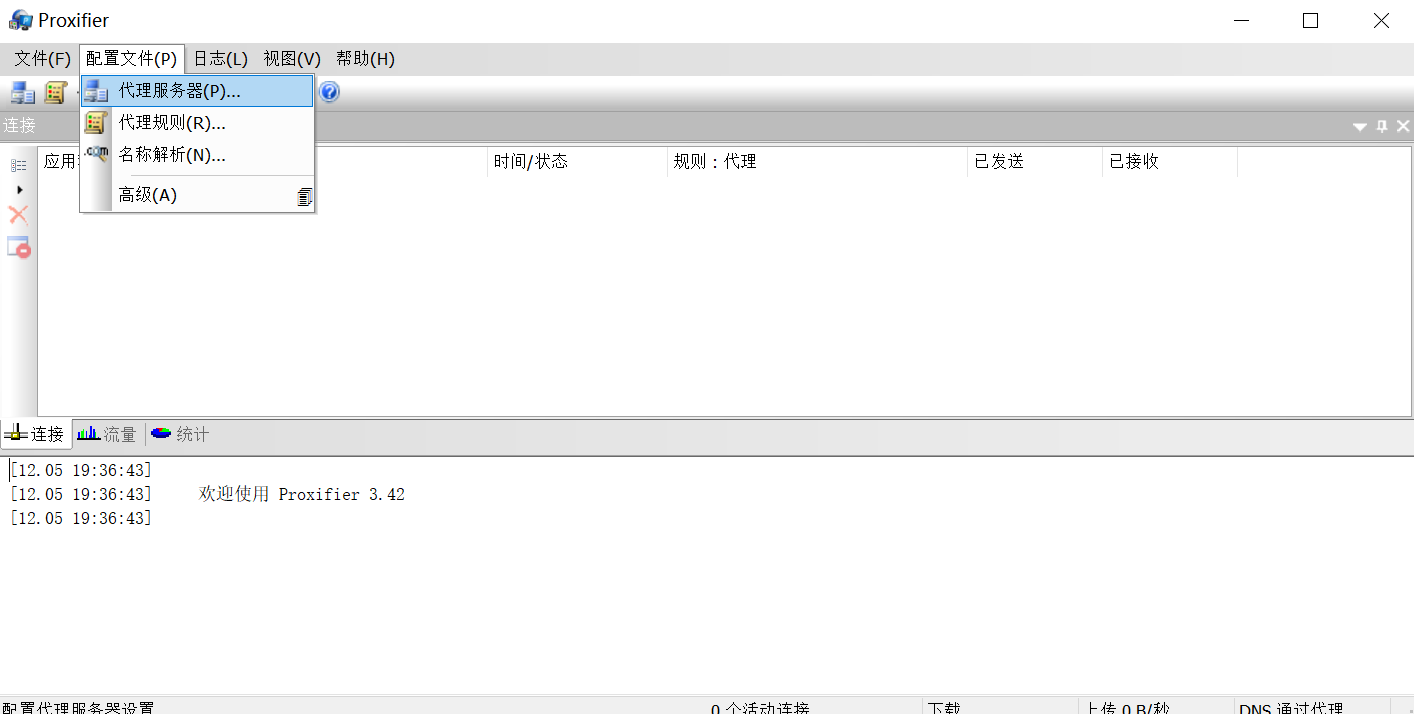 Proxifier
文件(F) 配置文件(P) 日志(L) 视图(V) 帮助(H)
代理服务器(P)...
连接
代理规则(R)...
名称解析(N)...
应用 时间/状态 规则：代理 已发送 已接收
高级(A)
连接 流量 统计
[12.05 19:36:43]
[12.05 19:36:43] 欢迎使用 Proxifier 3.42
[12.05 19:36:43]
配置代理服务器设置 0 个活动连接 下载 上传 0 B/秒 DNS 通过代理